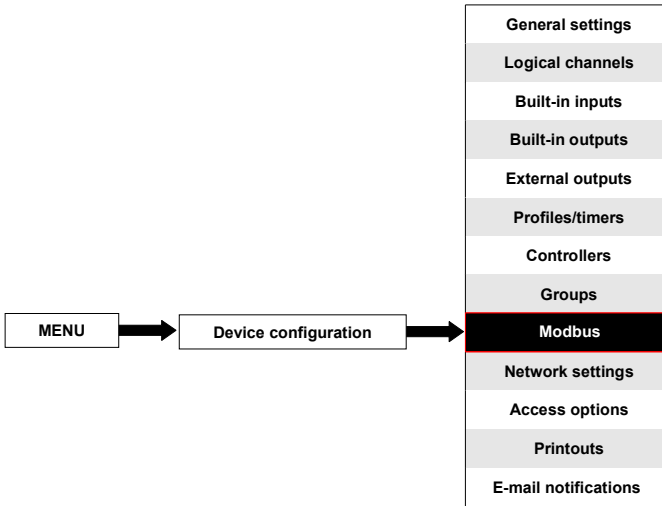 General settings
Logical channels
Built-in inputs
Built-in outputs
External outputs
Profiles/timers
Controllers
Groups
MENU
Device configuration
Modbus
Network settings
Access options
Printouts
E-mail notifications